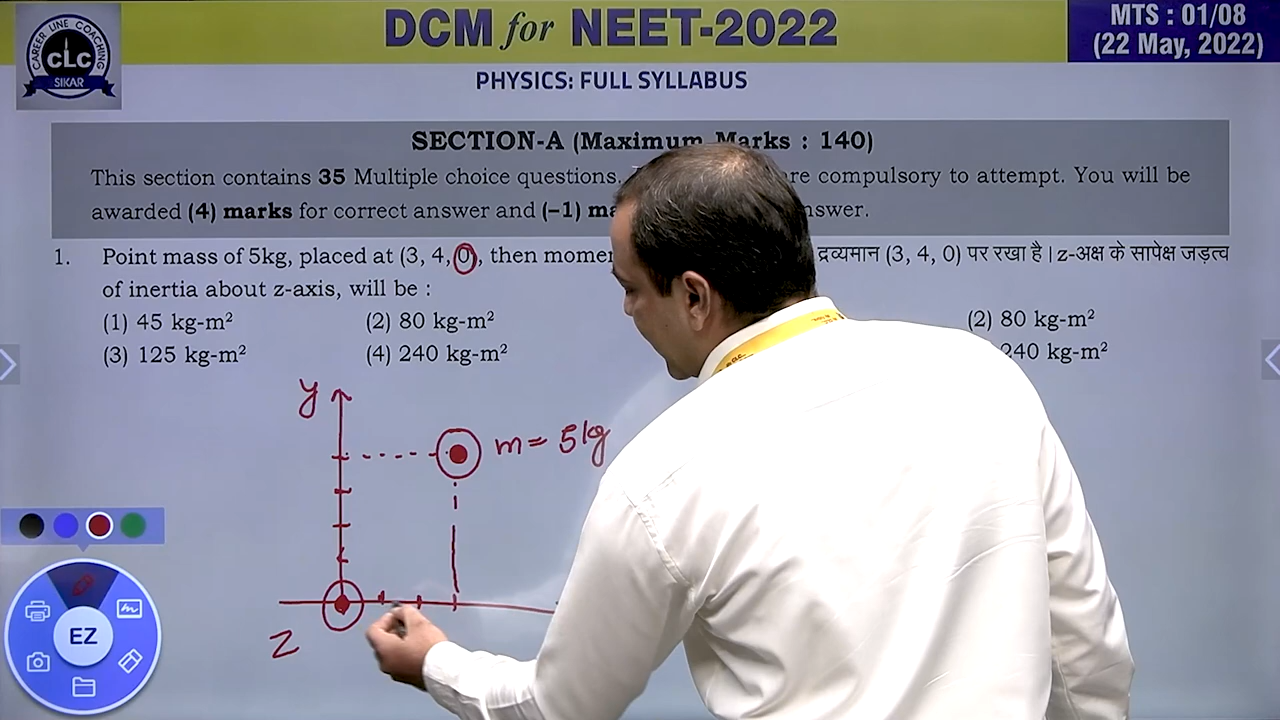 DCM for NEET-2022
MTS : 01/08
(22 May, 2022)
CAREER LINE COACHING
CLC
SIKAR
PHYSICS: FULL SYLLABUS
SECTION-A (Maximum Marks : 140)
This section contains 35 Multiple choice questions. are compulsory to attempt. You will be
awarded (4) marks for correct answer and (–1)
1. Point mass of 5kg, placed at (3, 4, 0), then द्रव्यमान (3, 4, 0) पर रखा है। z-अक्ष के सापेक्ष जड़त्व
of inertia about z-axis, will be :
(1) 45 kg-m² (2) 80 kg-m² (2) 80 kg-m²
(3) 125 kg-m² (4) 240 kg-m² 240 kg-m²
y
m = 5kg
z
EZ